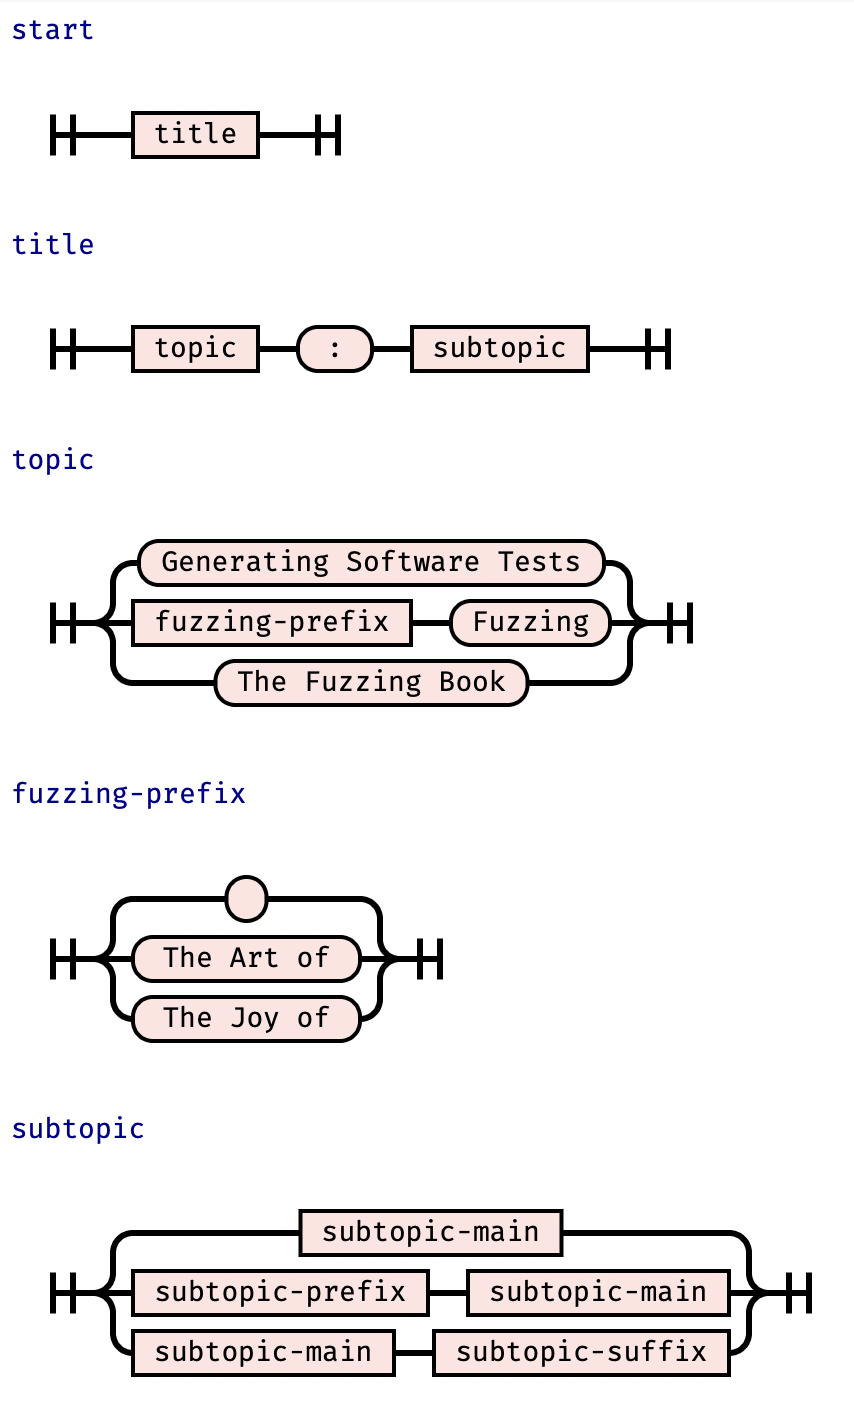 start
title
title
topic : subtopic
topic
Generating Software Tests
fuzzing-prefix Fuzzing
The Fuzzing Book
fuzzing-prefix
The Art of
The Joy of
subtopic
subtopic-main
subtopic-prefix subtopic-main
subtopic-main subtopic-suffix